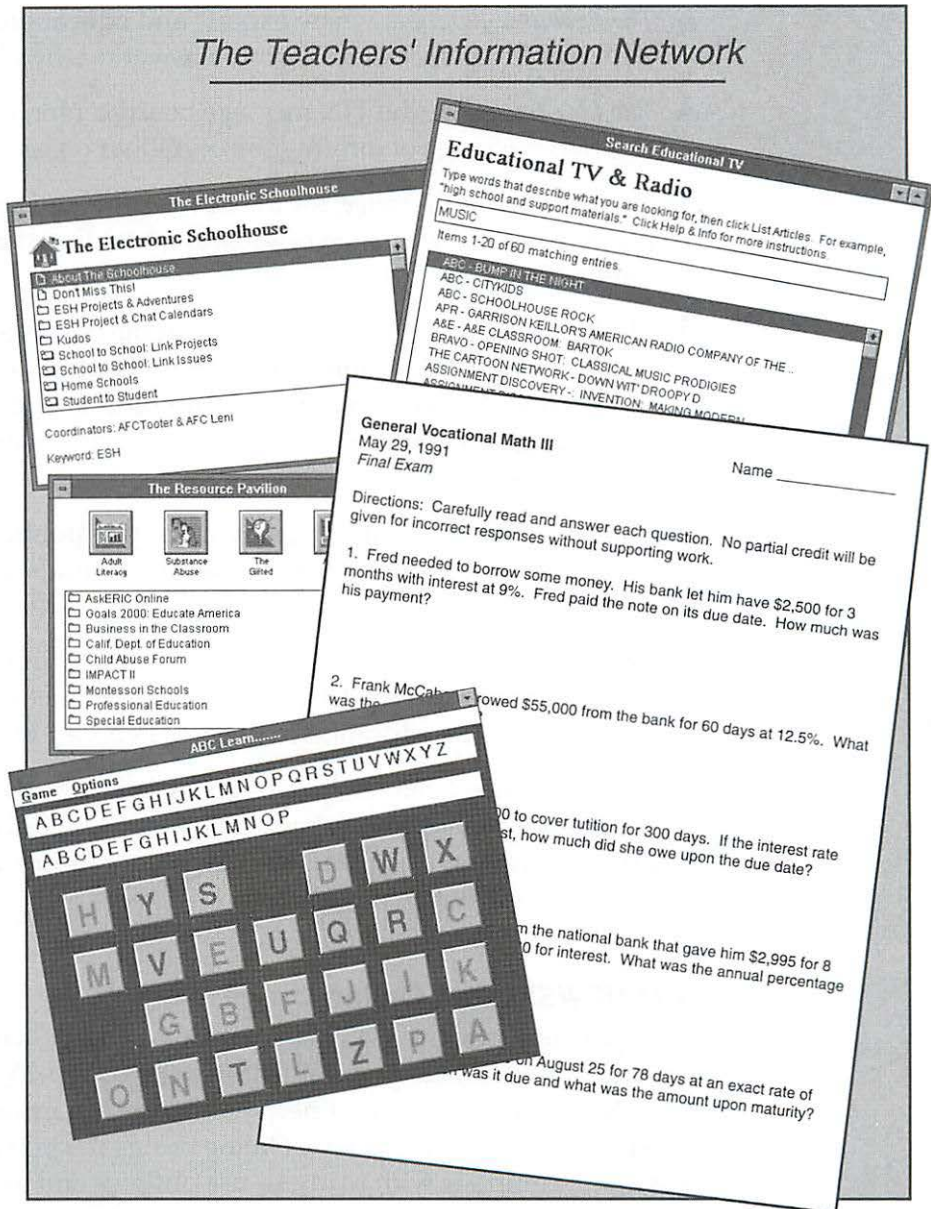 The Teachers' Information Network
The Electronic Schoolhouse
The Electronic Schoolhouse
About The Schoolhouse
Don't Miss This!
ESH Projects & Adventures
ESH Project & Chat Calendars
Kudos
School to School: Link Projects
School to School: Link Issues
Home Schools
Student to Student
Coordinators: AFCTooter & AFC Leni
Keyword: ESH
Search Educational TV
Educational TV & Radio
Type words that describe what you are looking for, then click List Articles. For example,
"high school and support materials." Click Help & Info for more instructions.
MUSIC
Items 1-20 of 60 matching entries.
ABC - BUMP IN THE NIGHT
ABC - CITYKIDS
ABC - SCHOOLHOUSE ROCK
APR - GARRISON KEILLOR'S AMERICAN RADIO COMPANY OF THE ..
A&E - A&E CLASSROOM: BARTOK
BRAVO - OPENING SHOT: CLASSICAL MUSIC PRODIGIES
THE CARTOON NETWORK - DOWN WIT' DROOPY D
ASSIGNMENT DISCOVERY -: INVENTION: MAKING MODERN
The Resource Pavilion
Adult Literacy
Substance Abuse
The Gifted
AskERIC Online
Goals 2000: Educate America
Business in the Classroom
Calif. Dept. of Education
Child Abuse Forum
IMPACT II
Montessori Schools
Professional Education
Special Education
General Vocational Math III
May 29, 1991
Final Exam
Name
Directions: Carefully read and answer each question. No partial credit will be
given for incorrect responses without supporting work.
1. Fred needed to borrow some money. His bank let him have $2,500 for 3
months with interest at 9%. Fred paid the note on its due date. How much was
his payment?
2. Frank rowed $55,000 from the bank for 60 days at 12.5%. What
was the
00 to cover tutition for 300 days. If the interest rate
st, how much did she owe upon the due date?
m the national bank that gave him $2,995 for 8
0 for interest. What was the annual percentage
on August 25 for 78 days at an exact rate of
was it due and what was the amount upon maturity?
ABC Learn.......
Game Options
A B C D E F G H I J K L M N O P Q R S T U V W X Y Z
A B C D E F G H I J K L M N O P
H Y S D W X
M V E U Q R C
G B F J I K
O N T L Z P A